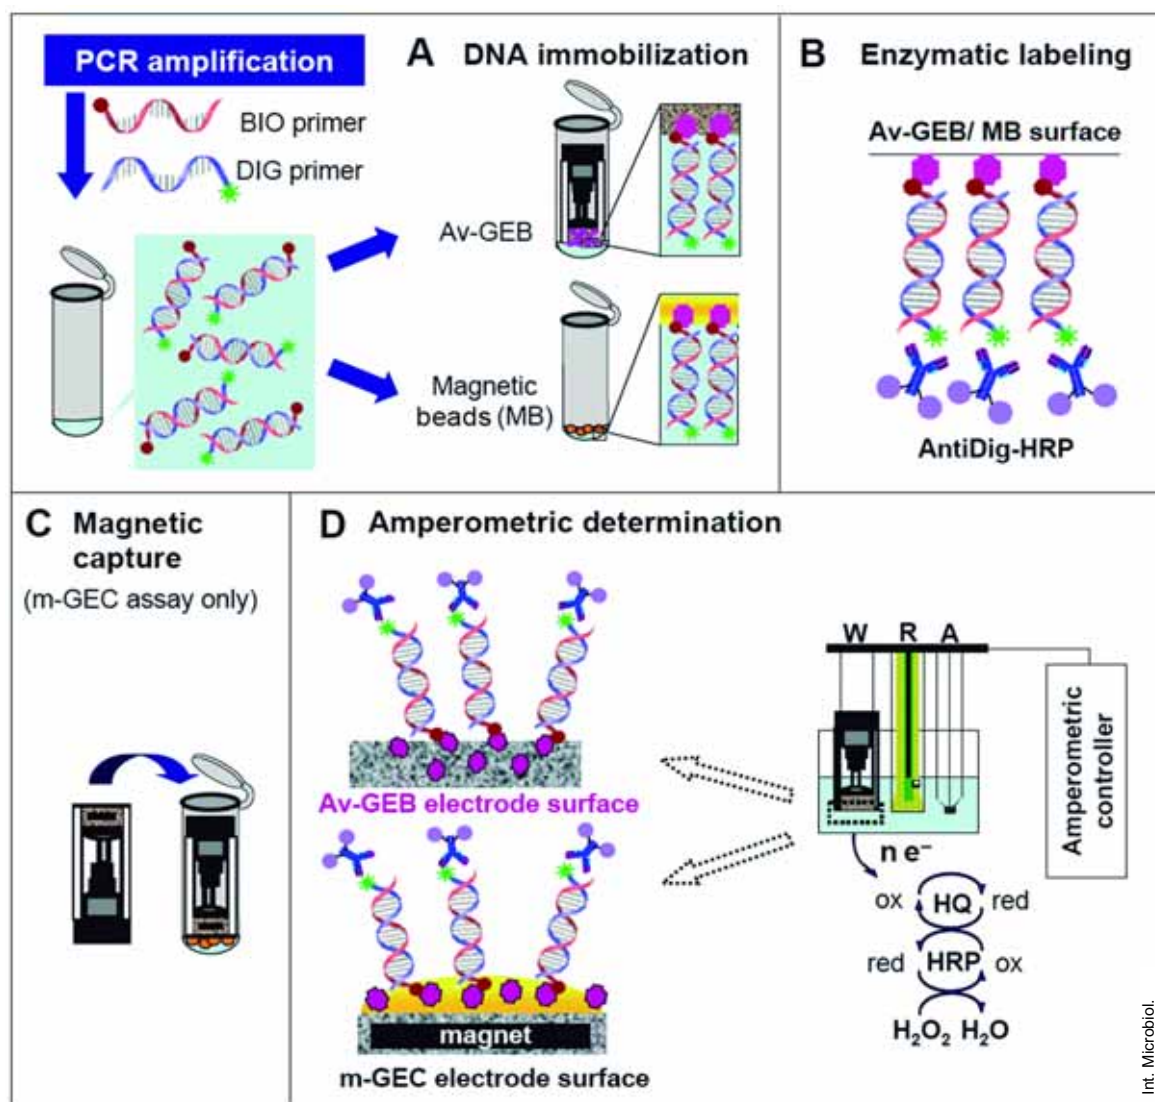 PCR amplification
BIO primer
DIG primer
A DNA immobilization
Av-GEB
Magnetic
beads (MB)
B Enzymatic labeling
Av-GEB/ MB surface
AntiDig-HRP
C Magnetic
capture
(m-GEC assay only)
D Amperometric determination
Av-GEB electrode surface
magnet
m-GEC electrode surface
W R A
Amperometric
controller
n e⁻
ox HQ red
red HRP ox
H₂O₂ H₂O
Int. Microbiol.